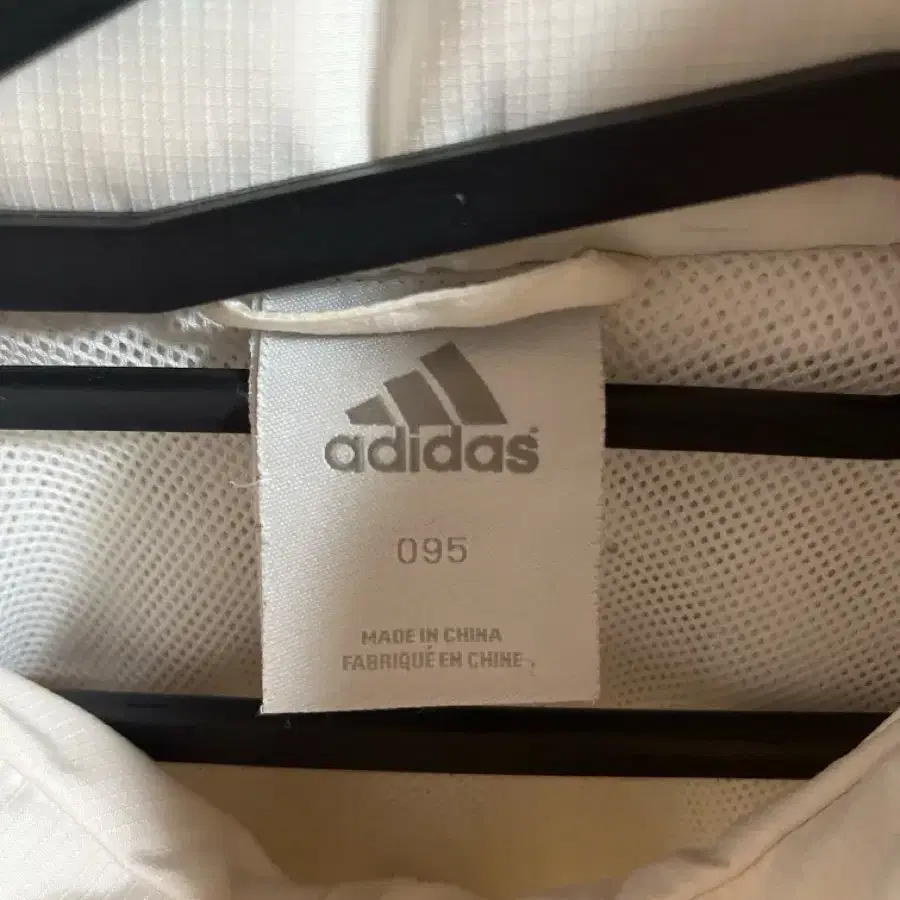 adidas
095
MADE IN CHINA
FABRIQUÉ EN CHINE